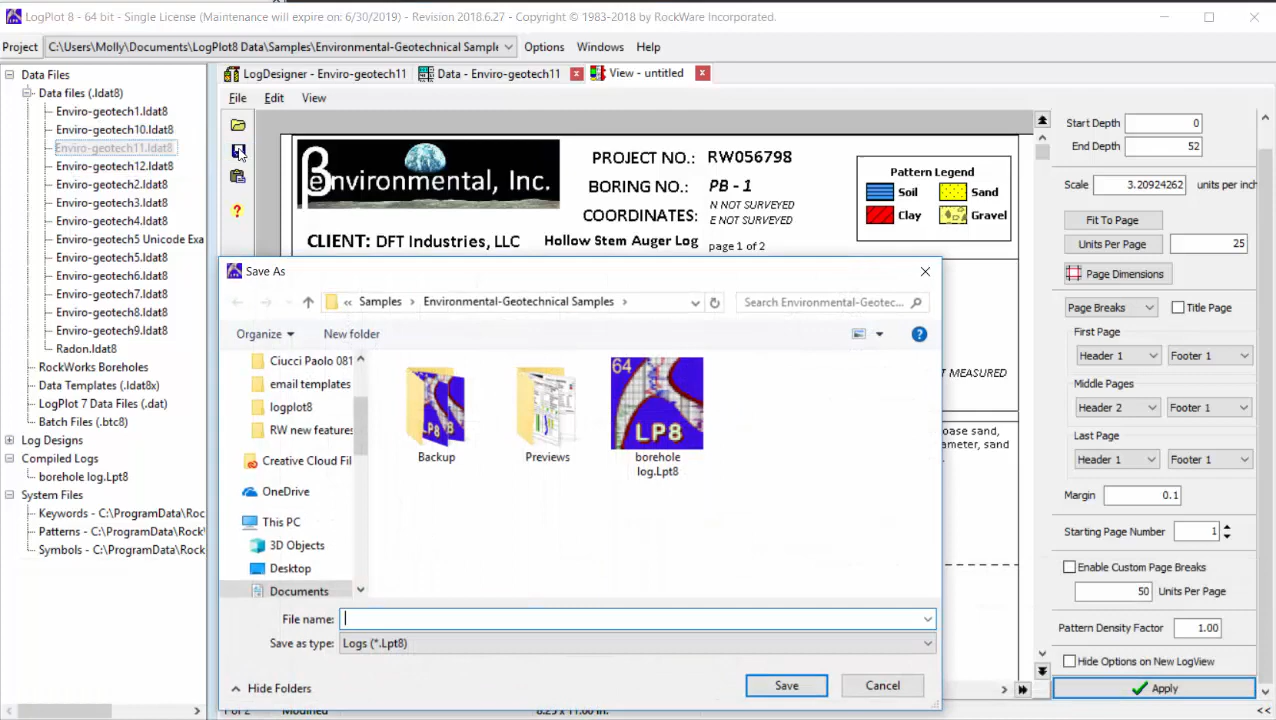 LogPlot 8 - 64 bit - Single License (Maintenance will expire on: 6/30/2019) - Revision 2018.6.27 - Copyright © 1983-2018 by RockWare Incorporated.
Project C:\Users\Molly\Documents\LogPlot8 Data\Samples\Environmental-Geotechnical Sample Options Windows Help
Data Files
Data files (.ldat8)
Enviro-geotech1.ldat8
Enviro-geotech10.ldat8
Enviro-geotech11.ldat8
Enviro-geotech12.ldat8
Enviro-geotech2.ldat8
Enviro-geotech3.ldat8
Enviro-geotech4.ldat8
Enviro-geotech5 Unicode Exa
Enviro-geotech5.ldat8
Enviro-geotech6.ldat8
Enviro-geotech7.ldat8
Enviro-geotech8.ldat8
Enviro-geotech9.ldat8
Radon.ldat8
RockWorks Boreholes
Data Templates (.ldat8x)
LogPlot 7 Data Files (.dat)
Batch Files (.btc8)
Log Designs
Compiled Logs
borehole log.Lpt8
System Files
Keywords - C:\ProgramData\Roc
Patterns - C:\ProgramData\Rock
Symbols - C:\ProgramData\Rock
LogDesigner - Enviro-geotech11 Data - Enviro-geotech11 View - untitled
File Edit View
βnvironmental, Inc.
PROJECT NO.: RW056798
BORING NO.: PB - 1
COORDINATES: N NOT SURVEYED
E NOT SURVEYED
CLIENT: DFT Industries, LLC Hollow Stem Auger Log page 1 of 2
Pattern Legend
Soil Sand
Clay Gravel
MEASURED
oase sand,
ameter, sand
Save As
Samples Environmental-Geotechnical Samples Search Environmental-Geotec...
Organize New folder
Ciucci Paolo 081
email templates
logplot8
RW new features
Creative Cloud Fil
OneDrive
This PC
3D Objects
Desktop
Documents
Backup
Previews
64
LP8
borehole
log.Lpt8
File name:
Save as type: Logs (*.Lpt8)
Hide Folders Save Cancel
1 of 2 Modified 8.25 x 11.00 in.
Start Depth 0
End Depth 52
Scale 3.20924262 units per inch
Fit To Page
Units Per Page 25
Page Dimensions
Page Breaks Title Page
First Page
Header 1 Footer 1
Middle Pages
Header 2 Footer 1
Last Page
Header 1 Footer 1
Margin 0.1
Starting Page Number 1
Enable Custom Page Breaks
50 Units Per Page
Pattern Density Factor 1.00
Hide Options on New LogView
Apply